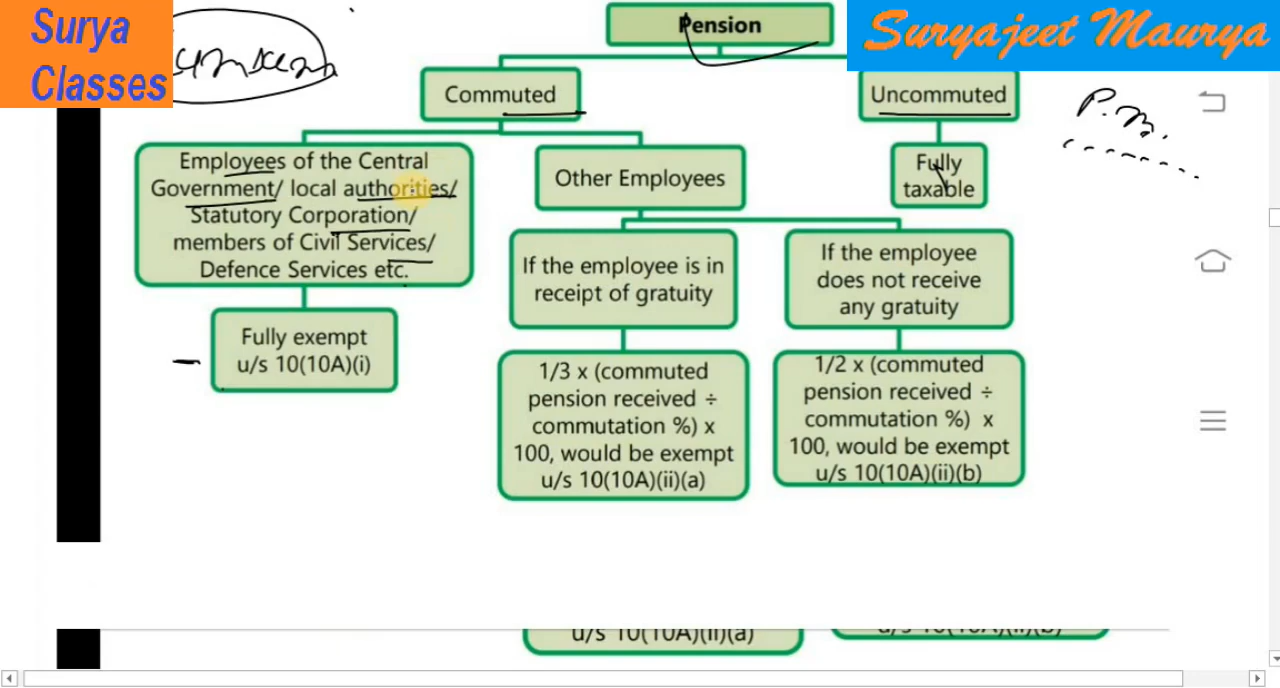 Surya
Classes
Pension
Suryajeet Maurya
Commuted
Uncommuted
P.m.
Employees of the Central
Government/ local authorities/
Statutory Corporation/
members of Civil Services/
Defence Services etc.
Other Employees
Fully
taxable
If the employee is in
receipt of gratuity
If the employee
does not receive
any gratuity
Fully exempt
u/s 10(10A)(i)
1/3 x (commuted
pension received ÷
commutation %) x
100, would be exempt
u/s 10(10A)(ii)(a)
1/2 x (commuted
pension received ÷
commutation %) x
100, would be exempt
u/s 10(10A)(ii)(b)
u/s 10(10A)(ii)(a)
u/s 10(10A)(ii)(b)